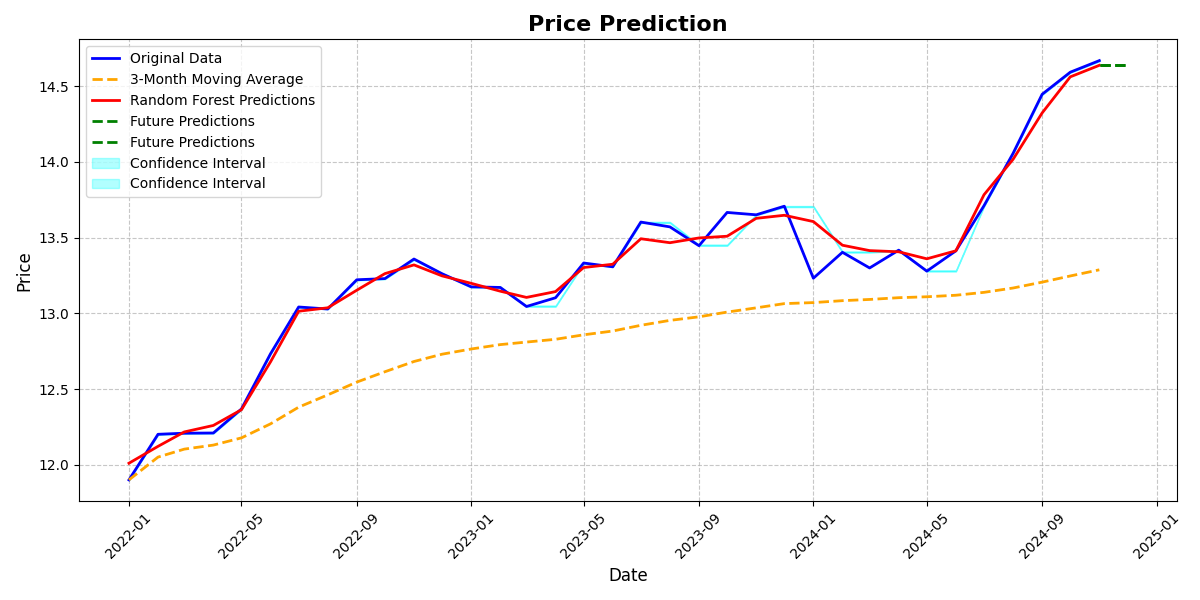 Price Prediction
Original Data
3-Month Moving Average
Random Forest Predictions
Future Predictions
Future Predictions
Confidence Interval
Confidence Interval
Price
14.5
14.0
13.5
13.0
12.5
12.0
2022-01
2022-05
2022-09
2023-01
2023-05
2023-09
2024-01
2024-05
2024-09
2025-01
Date